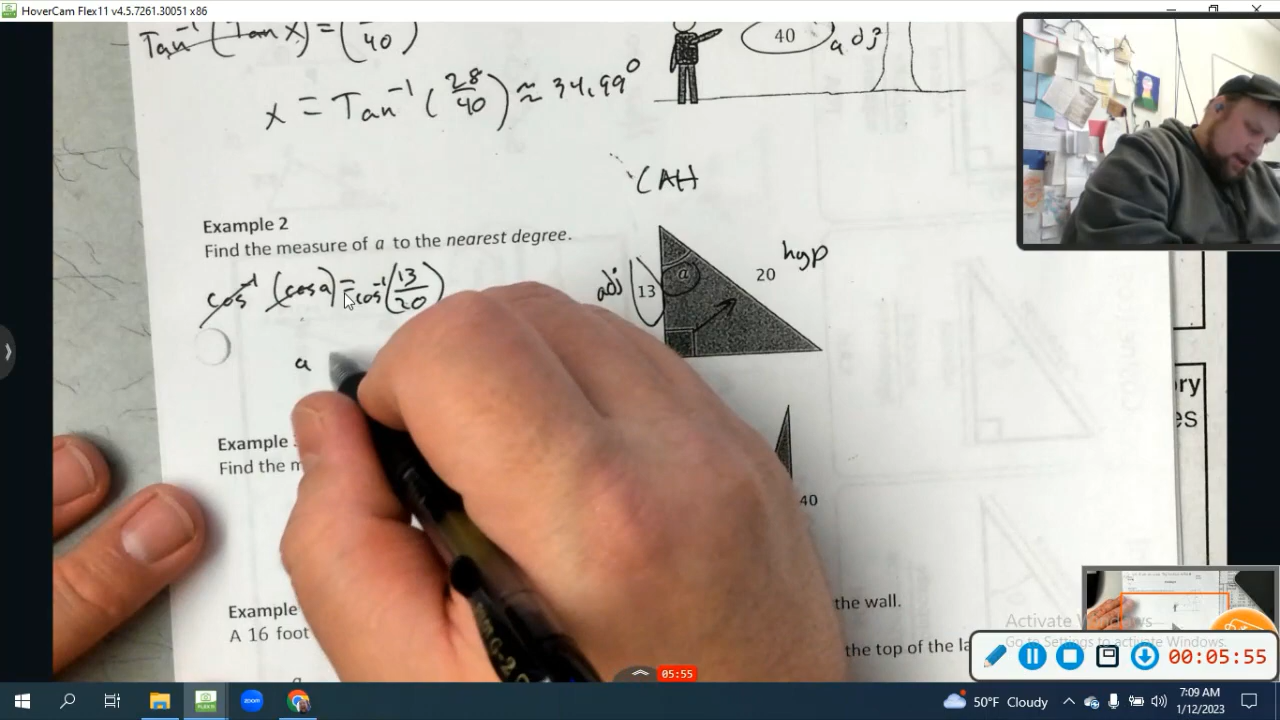 HoverCam Flex11 v4.5.7261.30051 x86
Tan⁻¹ (Tan x) = ( /40 )
40 adj
x = Tan⁻¹ (28/40) ≈ 34.99°
CAH
Example 2
Find the measure of a to the nearest degree.
cos⁻¹ (cos a) = cos⁻¹ (13/20)
adj 13
a
20 hyp
a
Example
Find the m
40
Example
A 16 foot
the wall.
the top of the la
ry
es
Activate Windows
Go to Settings to activate Windows.
00:05:55
05:55
zoom
50°F Cloudy
7:09 AM
1/12/2023